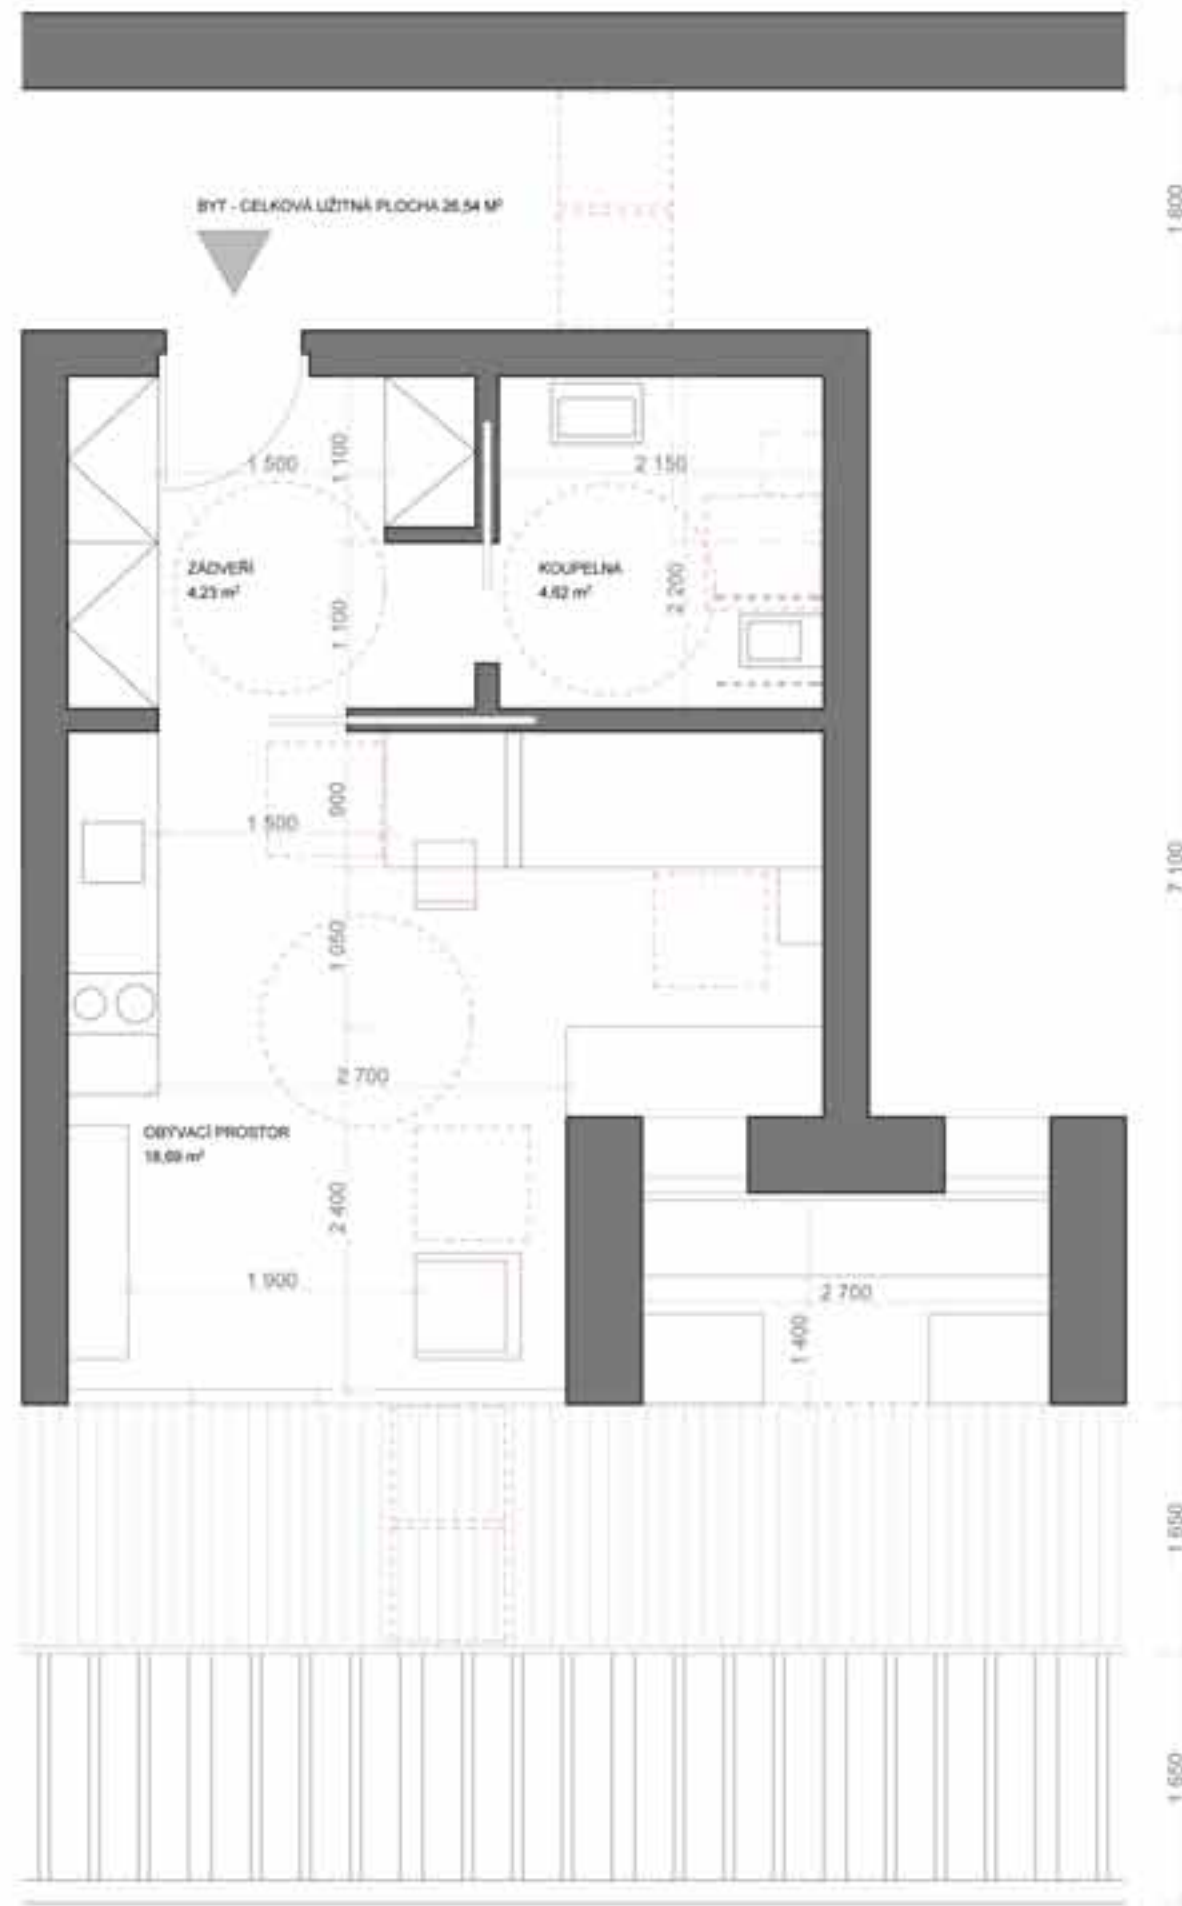 BYT - CELKOVÁ UŽITNÁ PLOCHA 26,54 M²
1 800
1 500
1 100
2 150
ZÁDVEŘÍ
4,23 m²
KOUPELNA
4,62 m²
2 200
1 100
900
1 500
7 100
1 050
2 700
OBÝVACÍ PROSTOR
18,69 m²
2 400
1 900
2 700
1 400
1 650
1 650